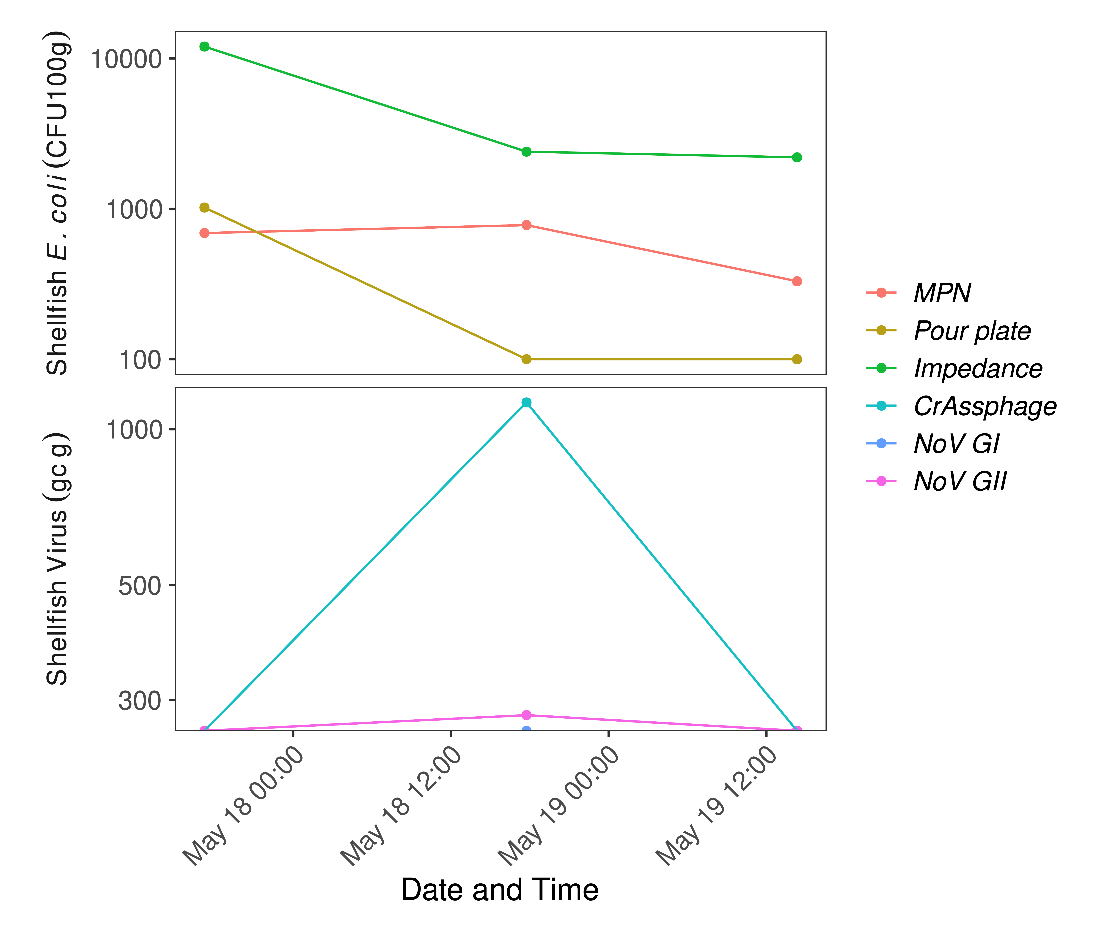 Shellfish E. coli (CFU100g)
10000
1000
100
Shellfish Virus (gc g)
1000
500
300
May 18 00:00
May 18 12:00
May 19 00:00
May 19 12:00
Date and Time
MPN
Pour plate
Impedance
CrAssphage
NoV GI
NoV GII